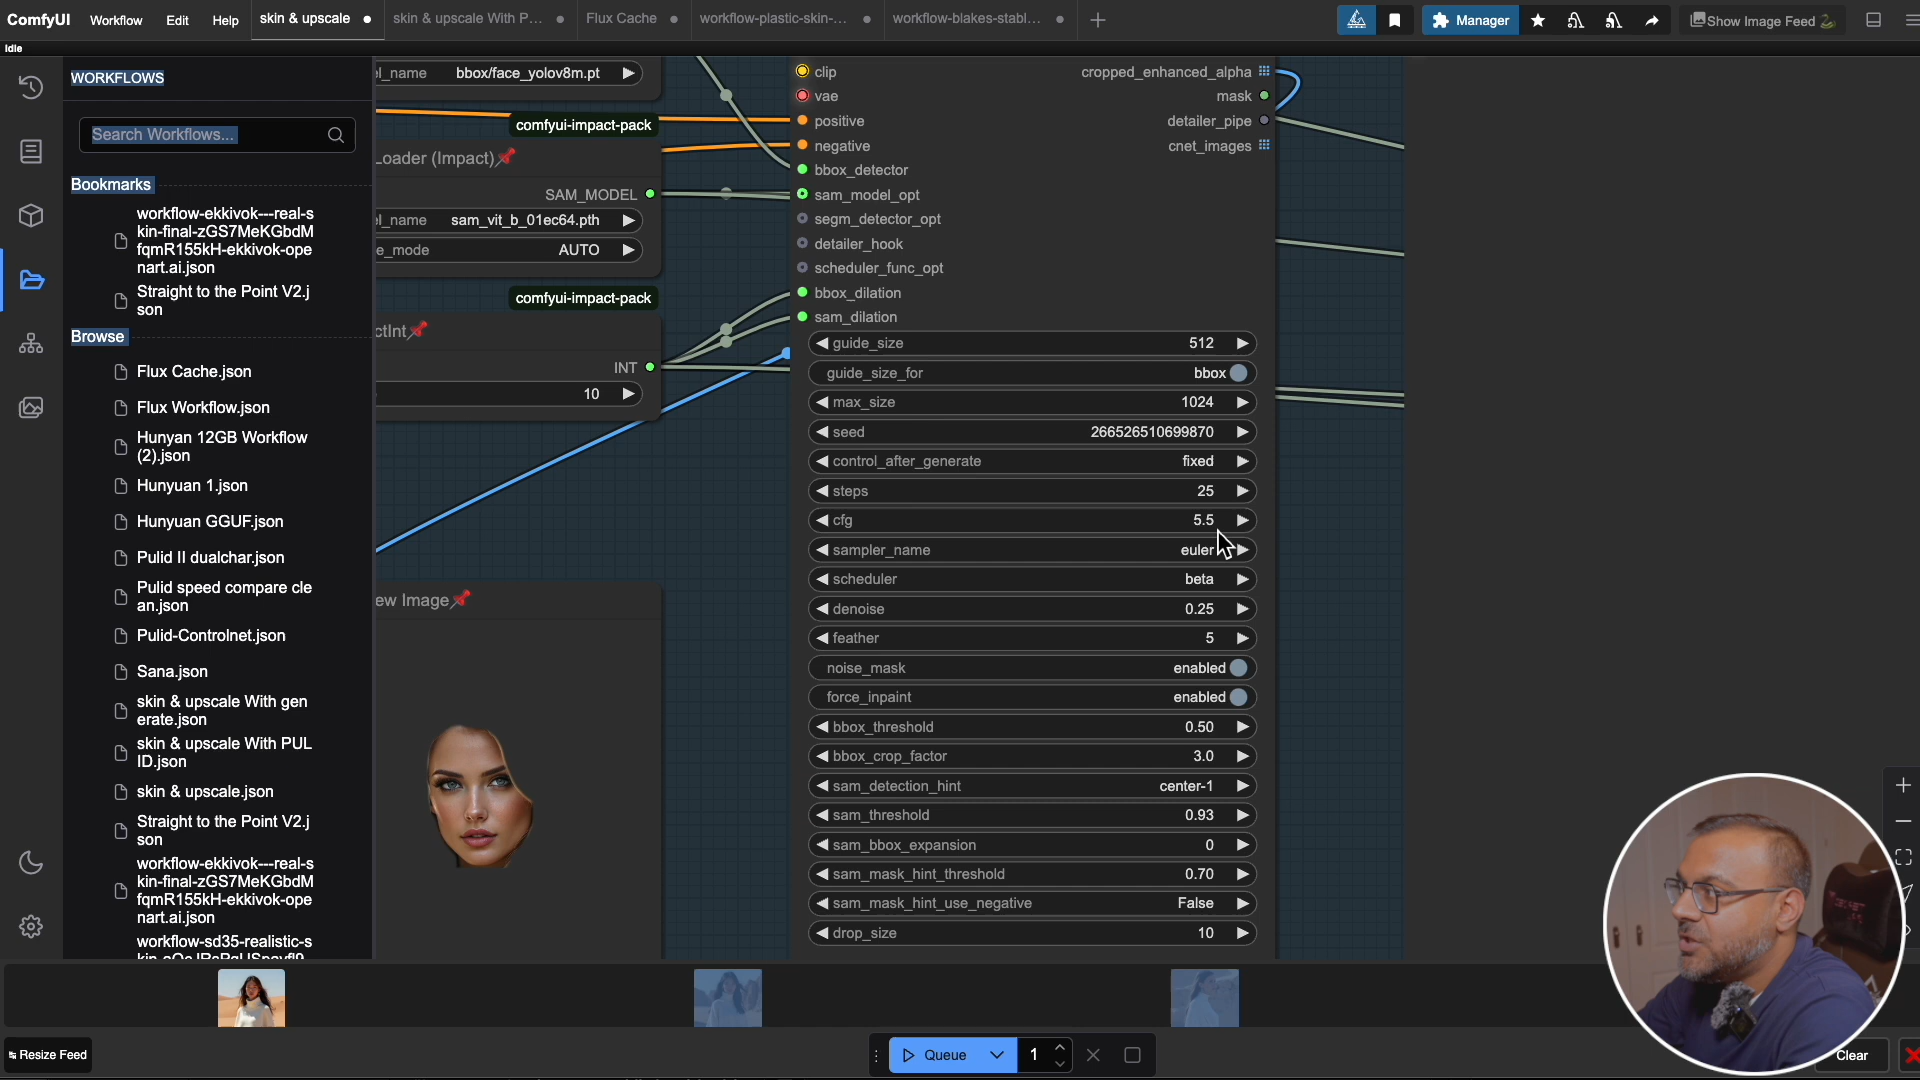 ComfyUI
Workflow
Edit
Help
skin & upscale
skin & upscale With P...
Flux Cache
workflow-plastic-skin-...
workflow-blakes-stabl...
Manager
Show Image Feed
Idle
WORKFLOWS
Search Workflows...
Bookmarks
workflow-ekkivok---real-s
kin-final-zGS7MeKGbdM
fqmR155kH-ekkivok-ope
nart.ai.json
Straight to the Point V2.j
son
Browse
Flux Cache.json
Flux Workflow.json
Hunyan 12GB Workflow
(2).json
Hunyuan 1.json
Hunyuan GGUF.json
Pulid II dualchar.json
Pulid speed compare cle
an.json
Pulid-Controlnet.json
Sana.json
skin & upscale With gen
erate.json
skin & upscale With PUL
ID.json
skin & upscale.json
Straight to the Point V2.j
son
workflow-ekkivok---real-s
kin-final-zGS7MeKGbdM
fqmR155kH-ekkivok-ope
nart.ai.json
workflow-sd35-realistic-s
l_name bbox/face_yolov8m.pt
comfyui-impact-pack
Loader (Impact)
SAM_MODEL
l_name sam_vit_b_01ec64.pth
e_mode AUTO
comfyui-impact-pack
ctInt
INT
10
ew Image
clip
vae
positive
negative
bbox_detector
sam_model_opt
segm_detector_opt
detailer_hook
scheduler_func_opt
bbox_dilation
sam_dilation
cropped_enhanced_alpha
mask
detailer_pipe
cnet_images
guide_size 512
guide_size_for bbox
max_size 1024
seed 266526510699870
control_after_generate fixed
steps 25
cfg 5.5
sampler_name euler
scheduler beta
denoise 0.25
feather 5
noise_mask enabled
force_inpaint enabled
bbox_threshold 0.50
bbox_crop_factor 3.0
sam_detection_hint center-1
sam_threshold 0.93
sam_bbox_expansion 0
sam_mask_hint_threshold 0.70
sam_mask_hint_use_negative False
drop_size 10
Resize Feed
Queue
1
Clear